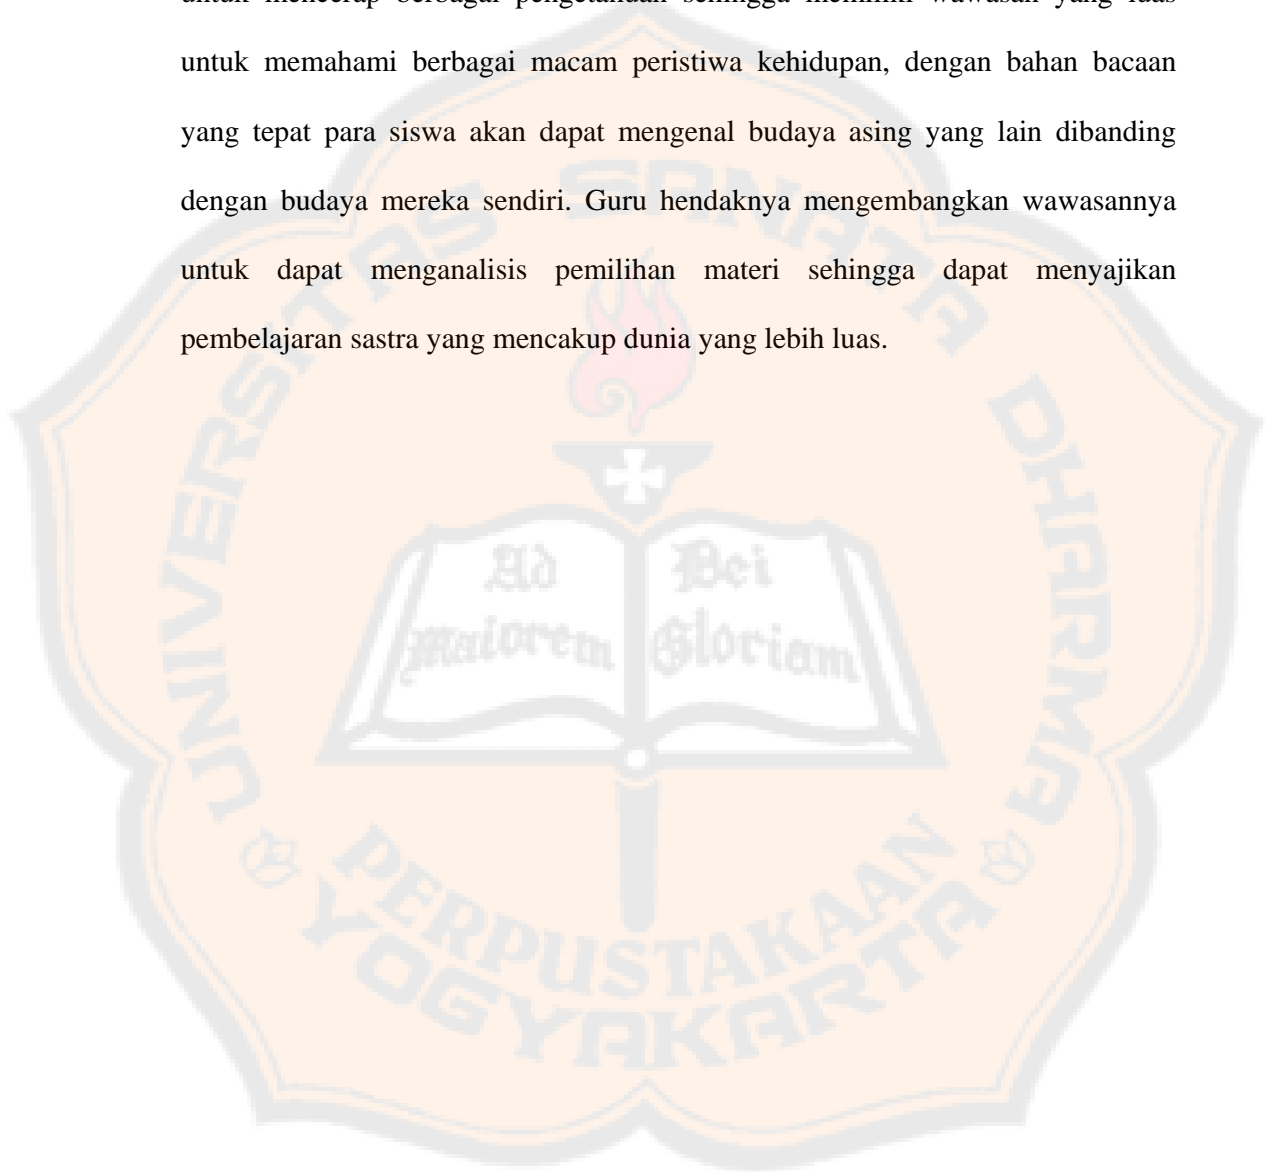 untuk mencerap berbagai pengetahuan sehingga memiliki wawasan yang luas
untuk memahami berbagai macam peristiwa kehidupan, dengan bahan bacaan
yang tepat para siswa akan dapat mengenal budaya asing yang lain dibanding
dengan budaya mereka sendiri. Guru hendaknya mengembangkan wawasannya
untuk dapat menganalisis pemilihan materi sehingga dapat menyajikan
pembelajaran sastra yang mencakup dunia yang lebih luas.
UNIVERSITAS SANATA DHARMA
Ad Dei
Maiorem Gloriam
PERPUSTAKAAN
YOGYAKARTA